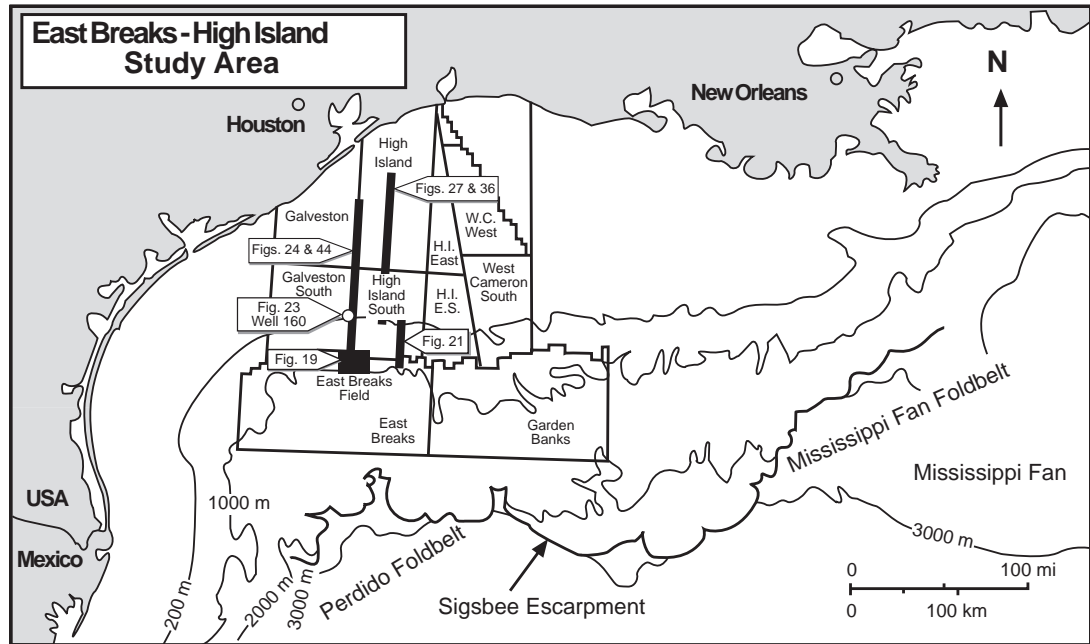 East Breaks - High Island
Study Area
Houston
New Orleans
N
High
Island
Figs. 27 & 36
Galveston
W.C.
West
Figs. 24 & 44
H.I.
East
Galveston
South
High
Island
South
H.I.
E.S.
West
Cameron
South
Fig. 23
Well 160
Fig. 21
Fig. 19
East Breaks
Field
East
Breaks
Garden
Banks
Mississippi Fan Foldbelt
Mississippi Fan
USA
Mexico
1000 m
200 m
2000 m
3000 m
Perdido Foldbelt
Sigsbee Escarpment
3000 m
0 100 mi
0 100 km